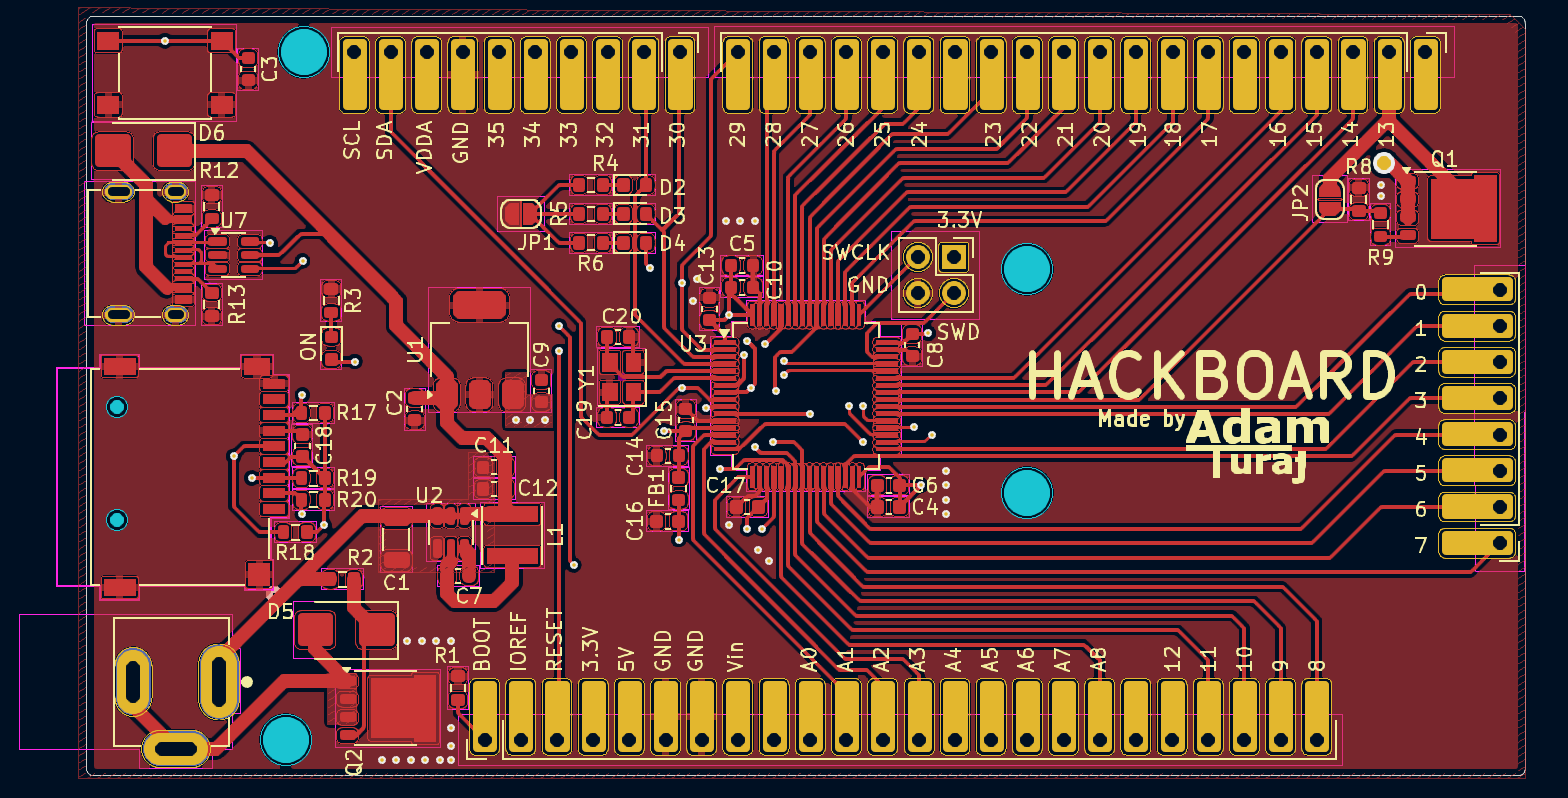 C3
D6
SCL SDA VDDA GND 35 34 33 32 31 30 29 28 27 26 25 24 23 22 21 20 19 18 17 16 15 14 13
R12
U7
R13
R3
ON
R4
R5
R6
JP1
D2
D3
D4
C13
C5
C10
3.3V
SWCLK
GND
SWD
R8
Q1
JP2
R9
U1
C9
C2
C20
Y1
C19
C15
U3
C8
0
1
2
3
4
5
6
7
HACKBOARD
Made by Adam
Turaj
R17
C18
R19
R20
R18
C11
C12
U2
L1
C14
FB1
C16
C17
C6
C4
R2
C1
C7
D5
R1
Q2
BOOT IOREF RESET 3.3V 5V GND GND Vin A0 A1 A2 A3 A4 A5 A6 A7 A8 12 11 10 9 8